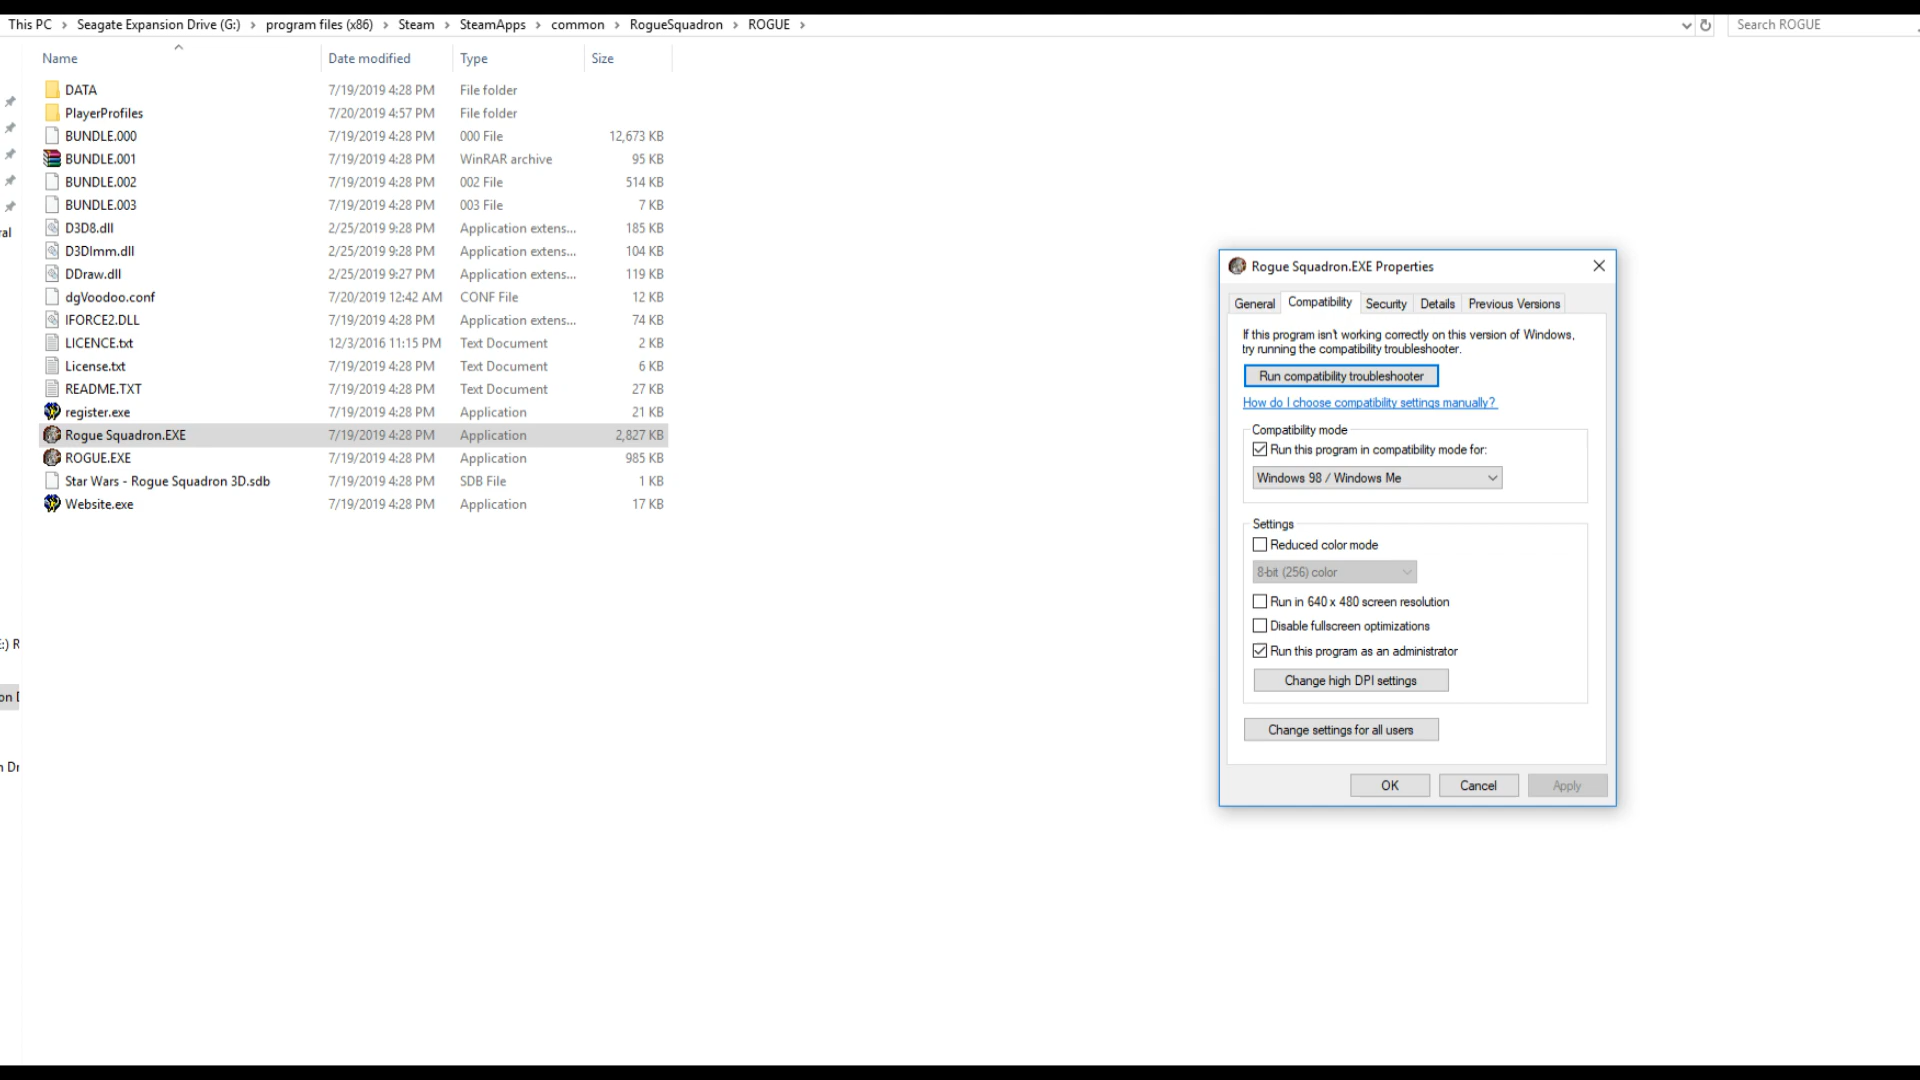 This PC > Seagate Expansion Drive (G:) > program files (x86) > Steam > SteamApps > common > RogueSquadron > ROGUE >
Search ROGUE
Name Date modified Type Size
DATA 7/19/2019 4:28 PM File folder
PlayerProfiles 7/20/2019 4:57 PM File folder
BUNDLE.000 7/19/2019 4:28 PM 000 File 12,673 KB
BUNDLE.001 7/19/2019 4:28 PM WinRAR archive 95 KB
BUNDLE.002 7/19/2019 4:28 PM 002 File 514 KB
BUNDLE.003 7/19/2019 4:28 PM 003 File 7 KB
D3D8.dll 2/25/2019 9:28 PM Application extens... 185 KB
D3DImm.dll 2/25/2019 9:28 PM Application extens... 104 KB
DDraw.dll 2/25/2019 9:27 PM Application extens... 119 KB
dgVoodoo.conf 7/20/2019 12:42 AM CONF File 12 KB
IFORCE2.DLL 7/19/2019 4:28 PM Application extens... 74 KB
LICENCE.txt 12/3/2016 11:15 PM Text Document 2 KB
License.txt 7/19/2019 4:28 PM Text Document 6 KB
README.TXT 7/19/2019 4:28 PM Text Document 27 KB
register.exe 7/19/2019 4:28 PM Application 21 KB
Rogue Squadron.EXE 7/19/2019 4:28 PM Application 2,827 KB
ROGUE.EXE 7/19/2019 4:28 PM Application 985 KB
Star Wars - Rogue Squadron 3D.sdb 7/19/2019 4:28 PM SDB File 1 KB
Website.exe 7/19/2019 4:28 PM Application 17 KB
Rogue Squadron.EXE Properties
General Compatibility Security Details Previous Versions
If this program isn't working correctly on this version of Windows,
try running the compatibility troubleshooter.
Run compatibility troubleshooter
How do I choose compatibility settings manually?
Compatibility mode
Run this program in compatibility mode for:
Windows 98 / Windows Me
Settings
Reduced color mode
8-bit (256) color
Run in 640 x 480 screen resolution
Disable fullscreen optimizations
Run this program as an administrator
Change high DPI settings
Change settings for all users
OK Cancel Apply